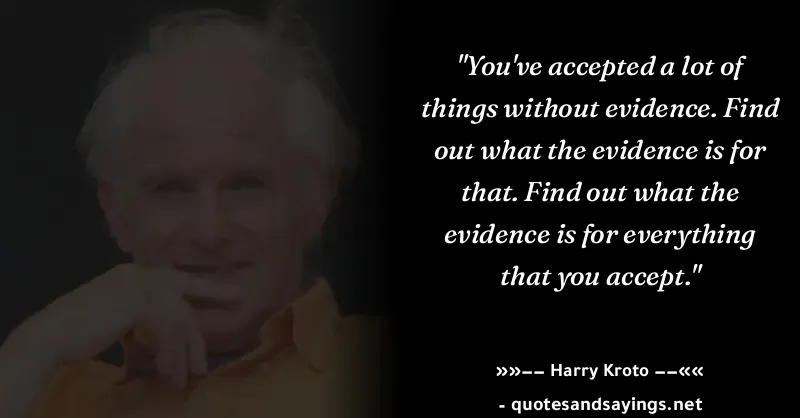 "You've accepted a lot of
things without evidence. Find
out what the evidence is for
that. Find out what the
evidence is for everything
that you accept."
»»−− Harry Kroto −−««
- quotesandsayings.net